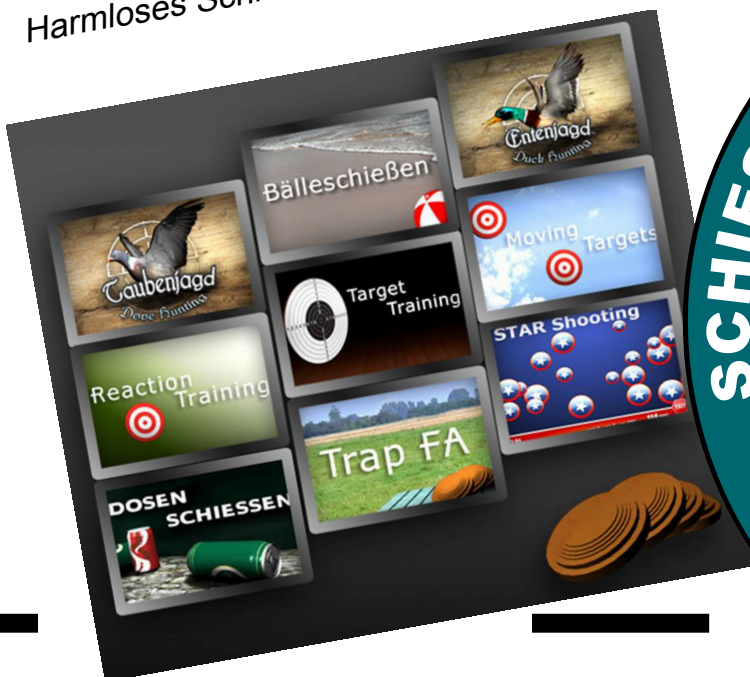 Harmloses
Entenjagd
Duck Hunting
Bälleschießen
Moving
Targets
Taubenjagd
Dove Hunting
Target
Training
STAR Shooting
Reaction
Training
Trap FA
DOSEN
SCHIESSEN